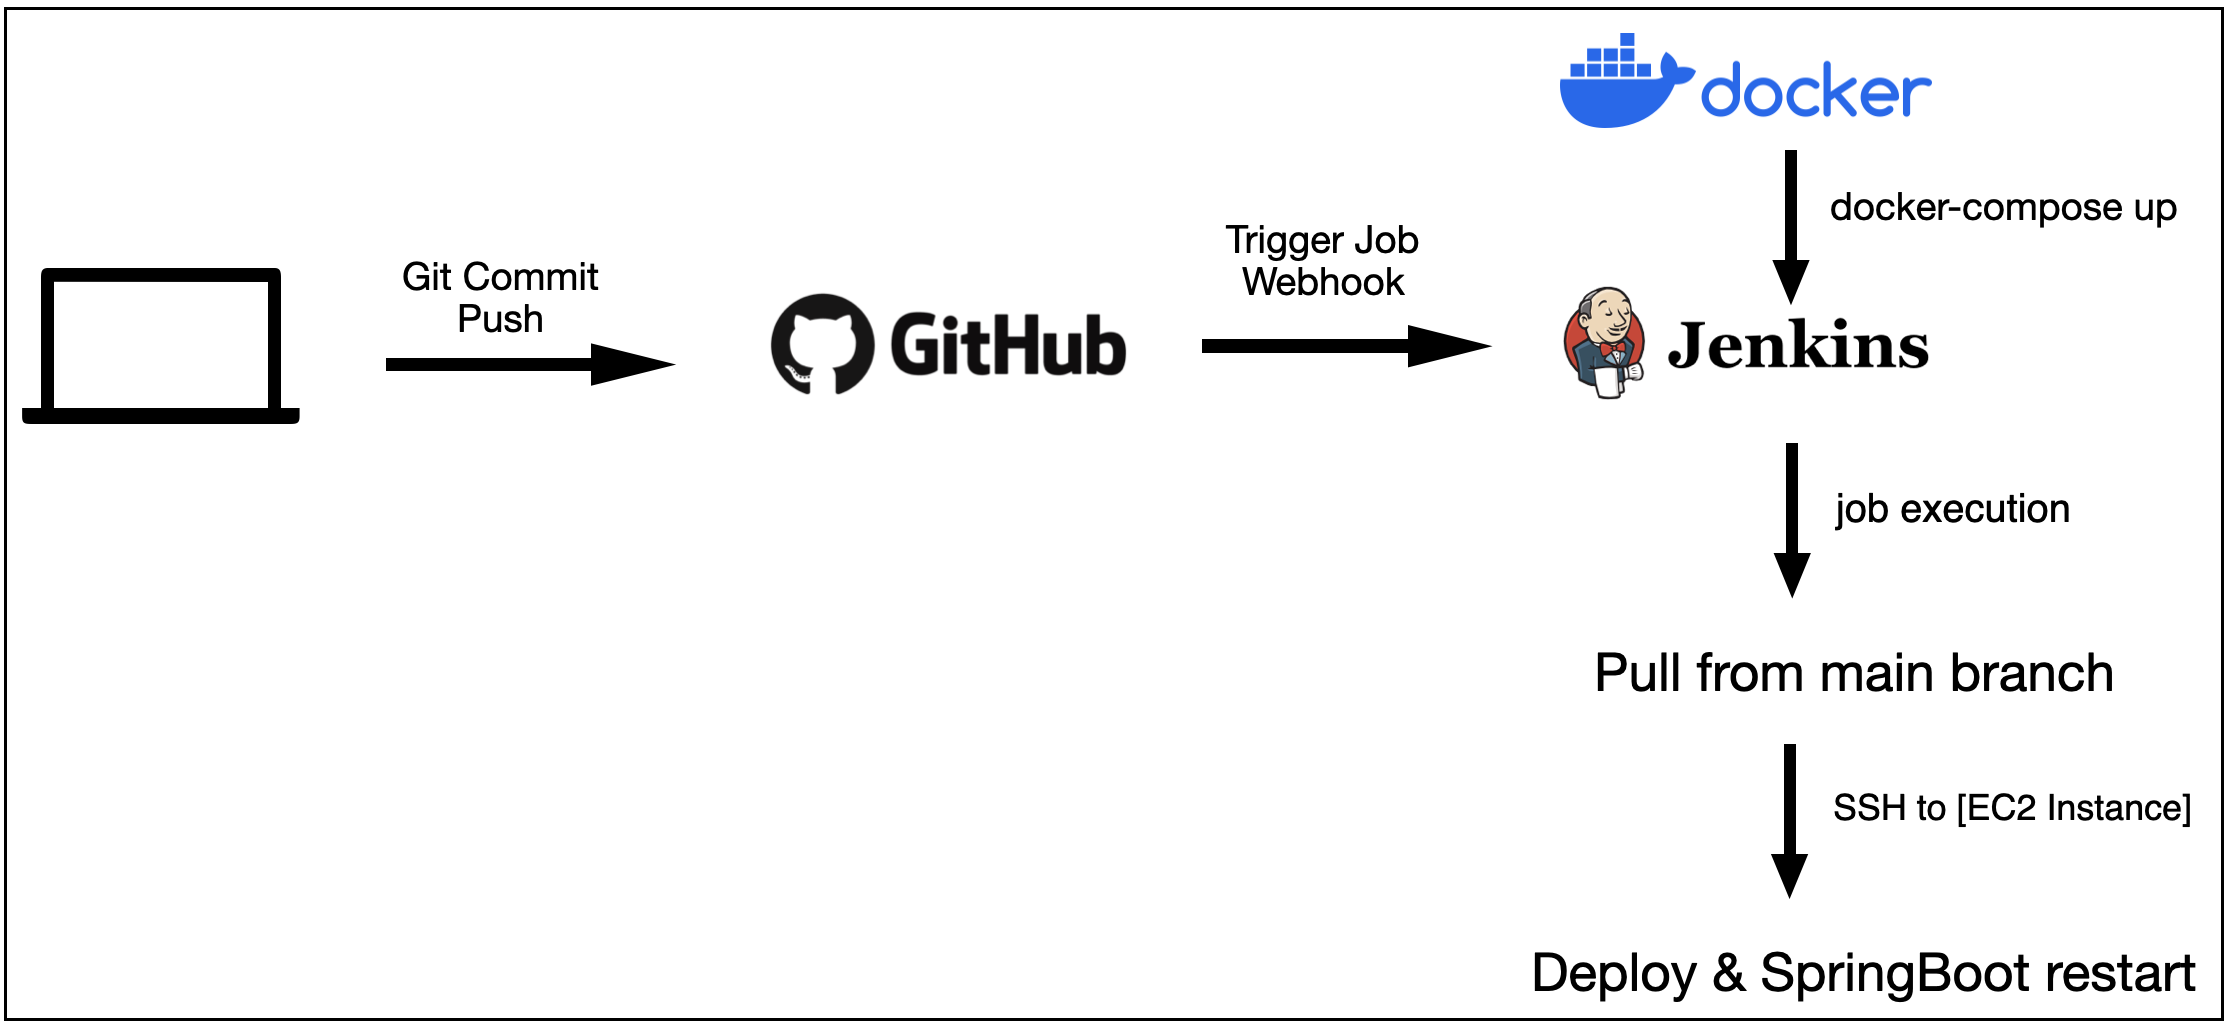 docker
docker-compose up
Git Commit
Push
GitHub
Trigger Job
Webhook
Jenkins
job execution
Pull from main branch
SSH to [EC2 Instance]
Deploy & SpringBoot restart